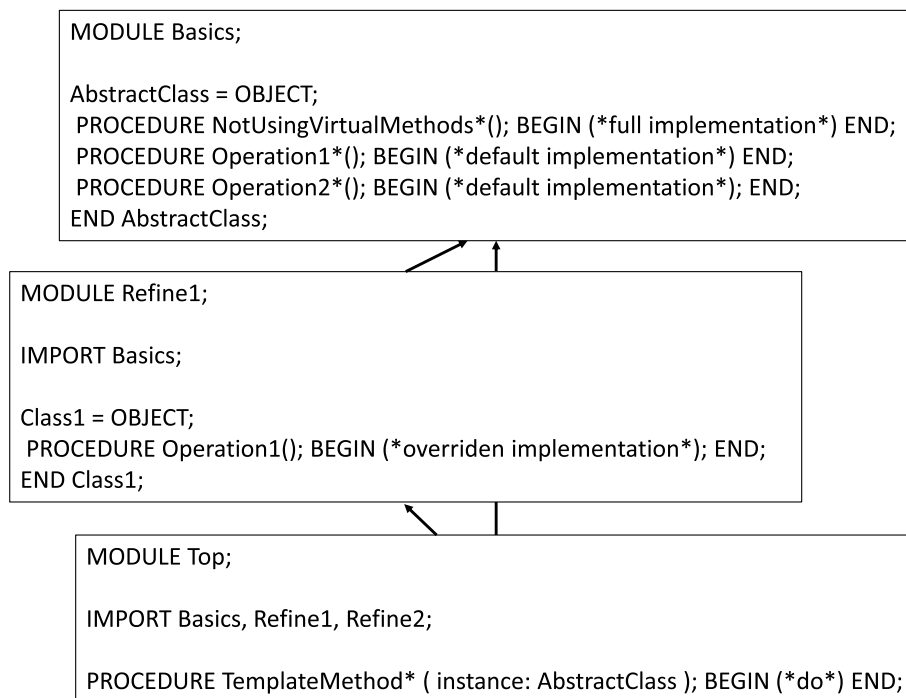 MODULE Basics;
AbstractClass = OBJECT;
PROCEDURE NotUsingVirtualMethods*(); BEGIN (*full implementation*) END;
PROCEDURE Operation1*(); BEGIN (*default implementation*) END;
PROCEDURE Operation2*(); BEGIN (*default implementation*); END;
END AbstractClass;
MODULE Refine1;
IMPORT Basics;
Class1 = OBJECT;
PROCEDURE Operation1(); BEGIN (*overriden implementation*); END;
END Class1;
MODULE Top;
IMPORT Basics, Refine1, Refine2;
PROCEDURE TemplateMethod* ( instance: AbstractClass ); BEGIN (*do*) END;